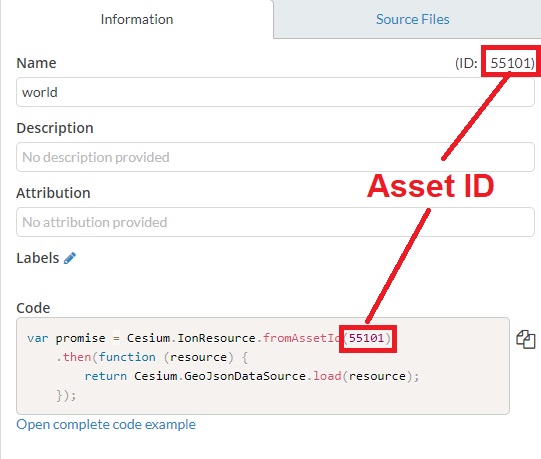 Information
Source Files
Name
(ID: 55101)
world
Description
No description provided
Asset ID
Attribution
No attribution provided
Labels
Code
var promise = Cesium.IonResource.fromAssetId(55101)
.then(function (resource) {
return Cesium.GeoJsonDataSource.load(resource);
});
Open complete code example